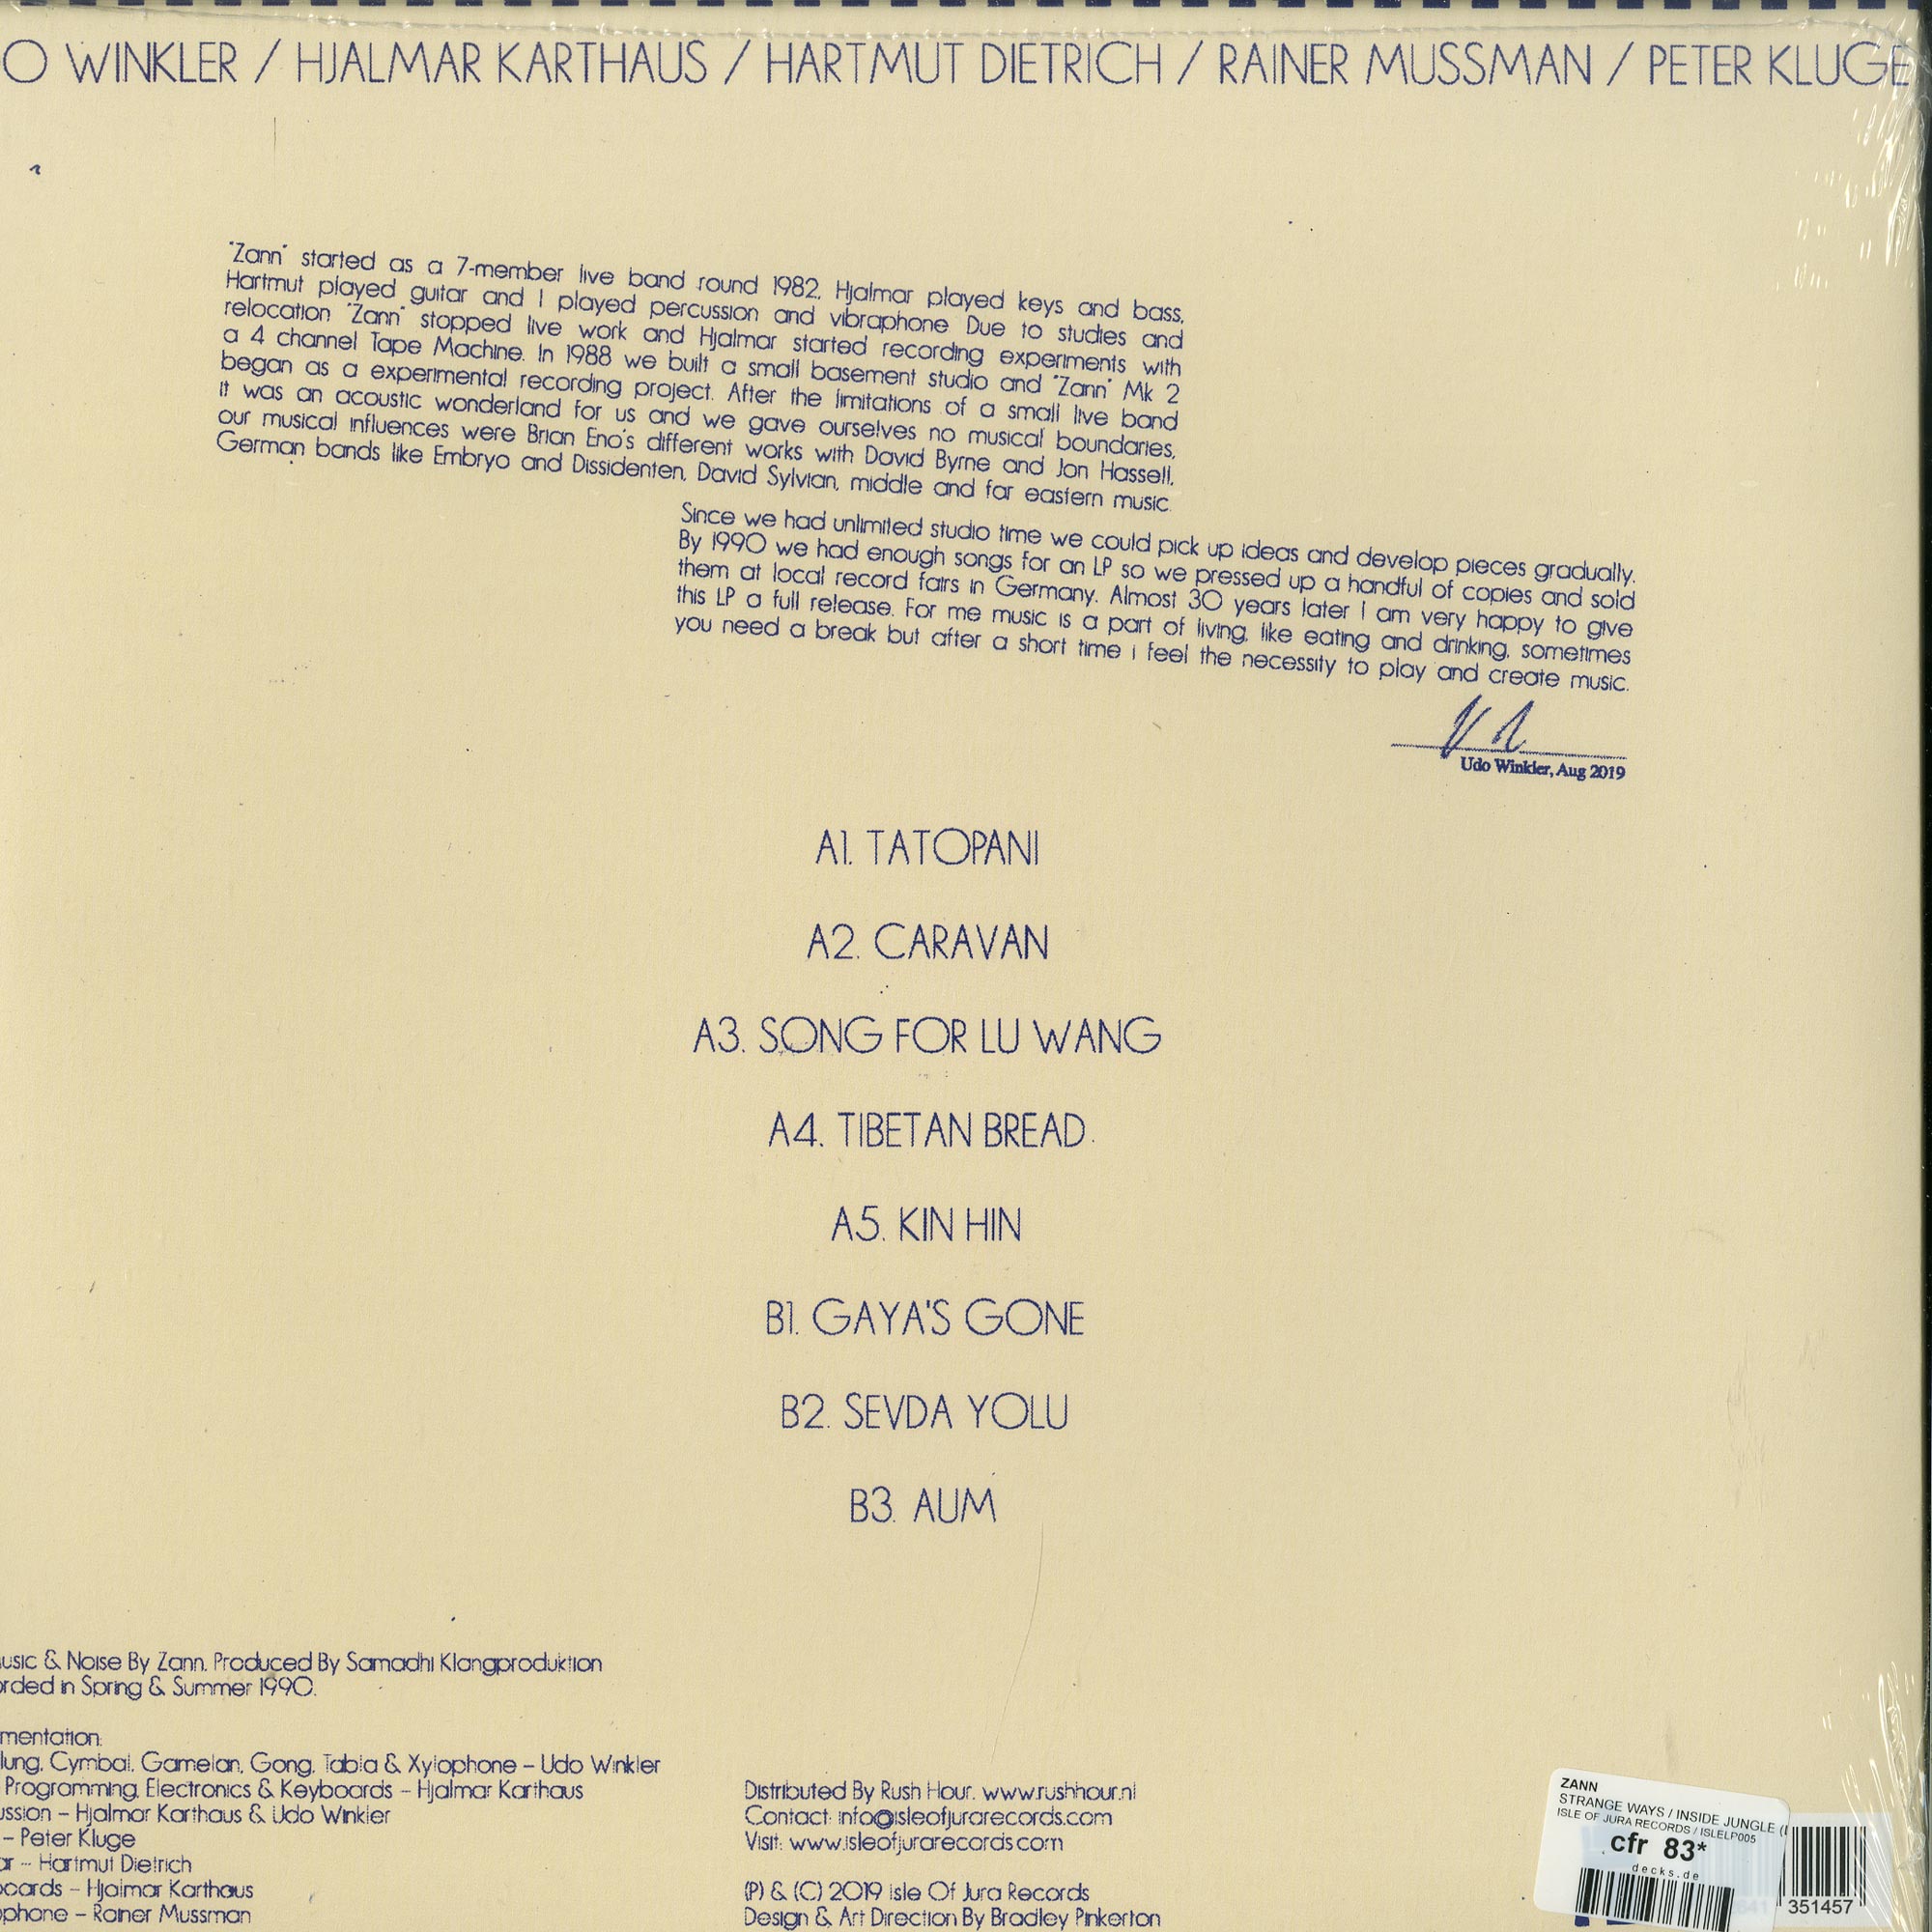 O WINKLER / HJALMAR KARTHAUS / HARTMUT DIETRICH / RAINER MUSSMAN / PETER KLUGE
"Zann" started as a 7-member live band round 1982. Hjalmar played keys and bass,
Hartmut played guitar and I played percussion and vibraphone. Due to studies and
relocation "Zann" stopped live work and Hjalmar started recording experiments with
a 4 channel Tape Machine. In 1988 we built a small basement studio and "Zann" Mk 2
began as a experimental recording project. After the limitations of a small live band
it was an acoustic wonderland for us and we gave ourselves no musical boundaries,
our musical influences were Brian Eno's different works with David Byrne and Jon Hassell,
German bands like Embryo and Dissidenten, David Sylvian, middle and far eastern music.
Since we had unlimited studio time we could pick up ideas and develop pieces gradually.
By 1990 we had enough songs for an LP so we pressed up a handful of copies and sold
them at local record fairs in Germany. Almost 30 years later I am very happy to give
this LP a full release. For me music is a part of living, like eating and drinking, sometimes
you need a break but after a short time i feel the necessity to play and create music.
Udo Winkler, Aug 2019
A1. TATOPANI
A2. CARAVAN
A3. SONG FOR LU WANG
A4. TIBETAN BREAD
A5. KIN HIN
B1. GAYA'S GONE
B2. SEVDA YOLU
B3. AUM
usic & Noise By Zann. Produced By Samadhi Klangproduktion
orded in Spring & Summer 1990.
mentation:
lung, Cymbal, Gamelan, Gong, Tabla & Xylophone – Udo Winkler
Programming, Electronics & Keyboards – Hjalmar Karthaus
ussion – Hjalmar Karthaus & Udo Winkler
– Peter Kluge
ar – Hartmut Dietrich
oards – Hjalmar Karthaus
ophone – Rainer Mussman
Distributed By Rush Hour. www.rushhour.nl
Contact: info@isleofjurarecords.com
Visit: www.isleofjurarecords.com
(P) & (C) 2019 Isle Of Jura Records
Design & Art Direction By Bradley Pinkerton
ZANN
STRANGE WAYS / INSIDE JUNGLE (
ISLE OF JURA RECORDS / ISLELP005
cfr 83*
decks.de
641 351457